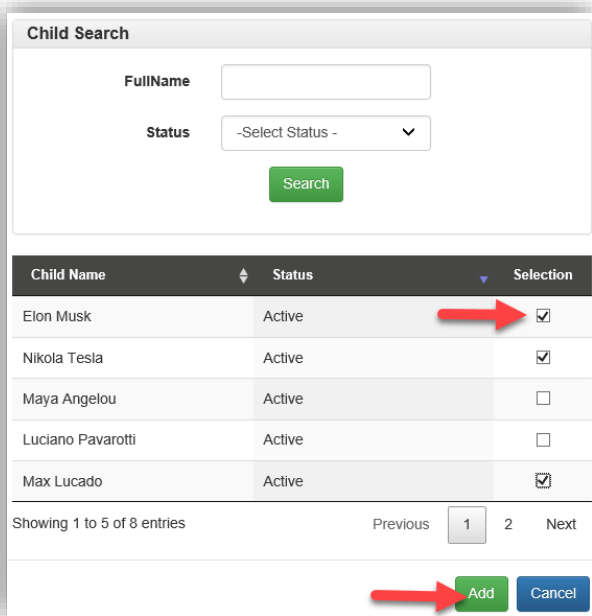 Child Search
FullName
Status -Select Status -
Search
Child Name Status Selection
Elon Musk Active
Nikola Tesla Active
Maya Angelou Active
Luciano Pavarotti Active
Max Lucado Active
Showing 1 to 5 of 8 entries Previous 1 2 Next
Add Cancel